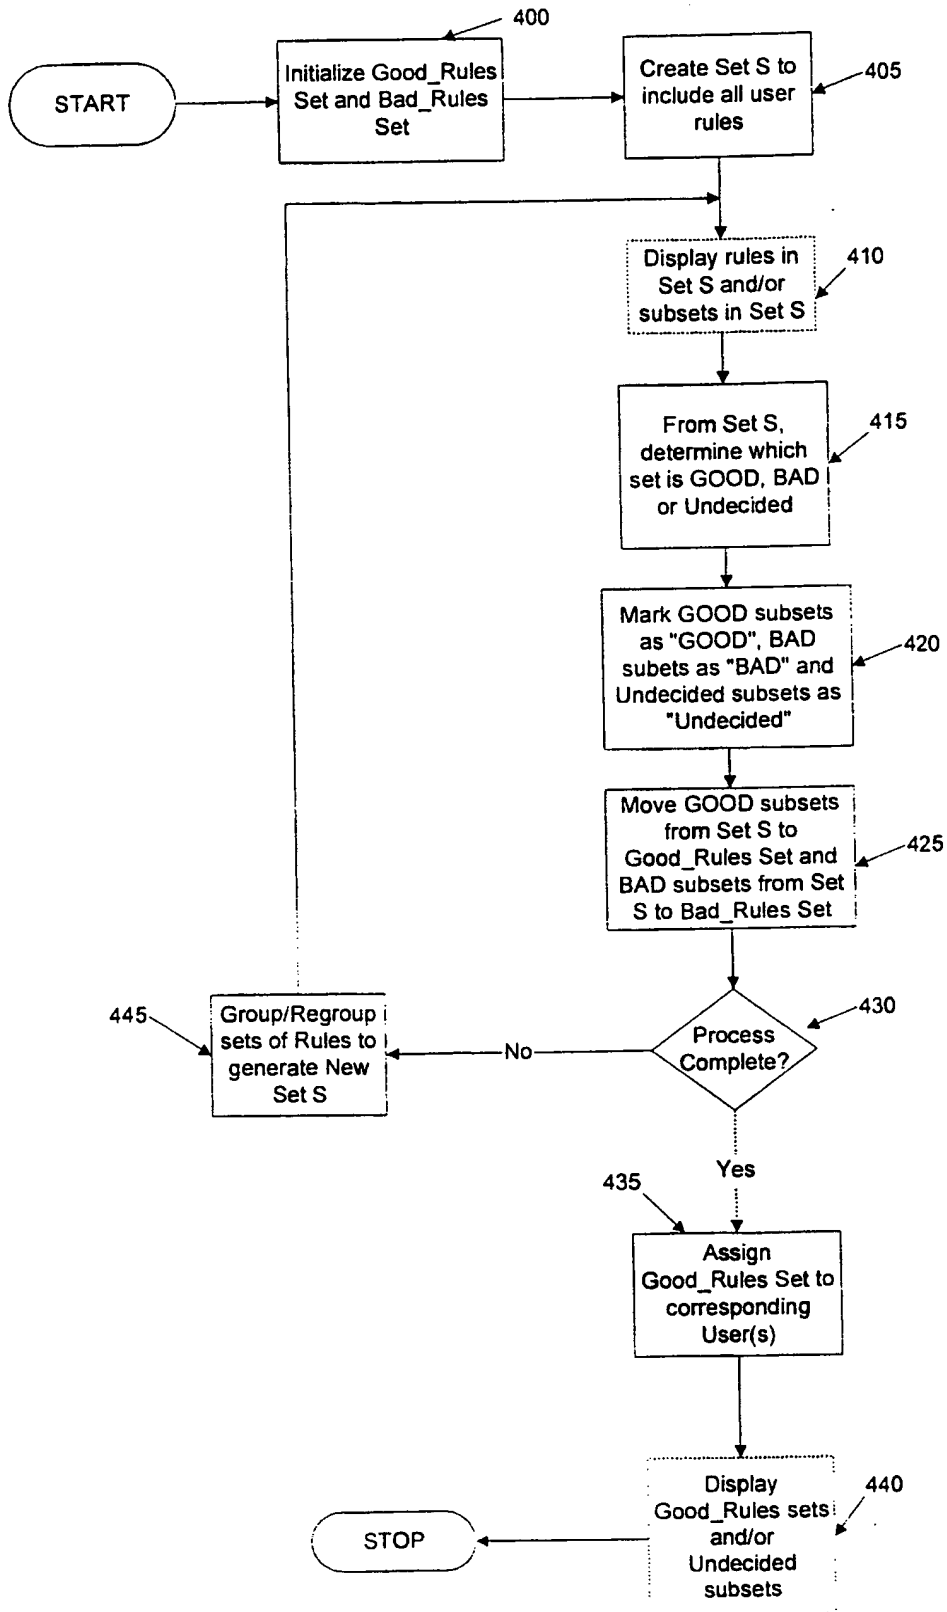 400
START
Initialize Good_Rules
Set and Bad_Rules
Set
Create Set S to
include all user
rules
405
Display rules in
Set S and/or
subsets in Set S
410
From Set S,
determine which
set is GOOD, BAD
or Undecided
415
Mark GOOD subsets
as "GOOD", BAD
subets as "BAD" and
Undecided subsets as
"Undecided"
420
Move GOOD subsets
from Set S to
Good_Rules Set and
BAD subsets from Set
S to Bad_Rules Set
425
430
Process
Complete?
No
445
Group/Regroup
sets of Rules to
generate New
Set S
Yes
435
Assign
Good_Rules Set to
corresponding
User(s)
440
Display
Good_Rules sets
and/or
Undecided
subsets
STOP